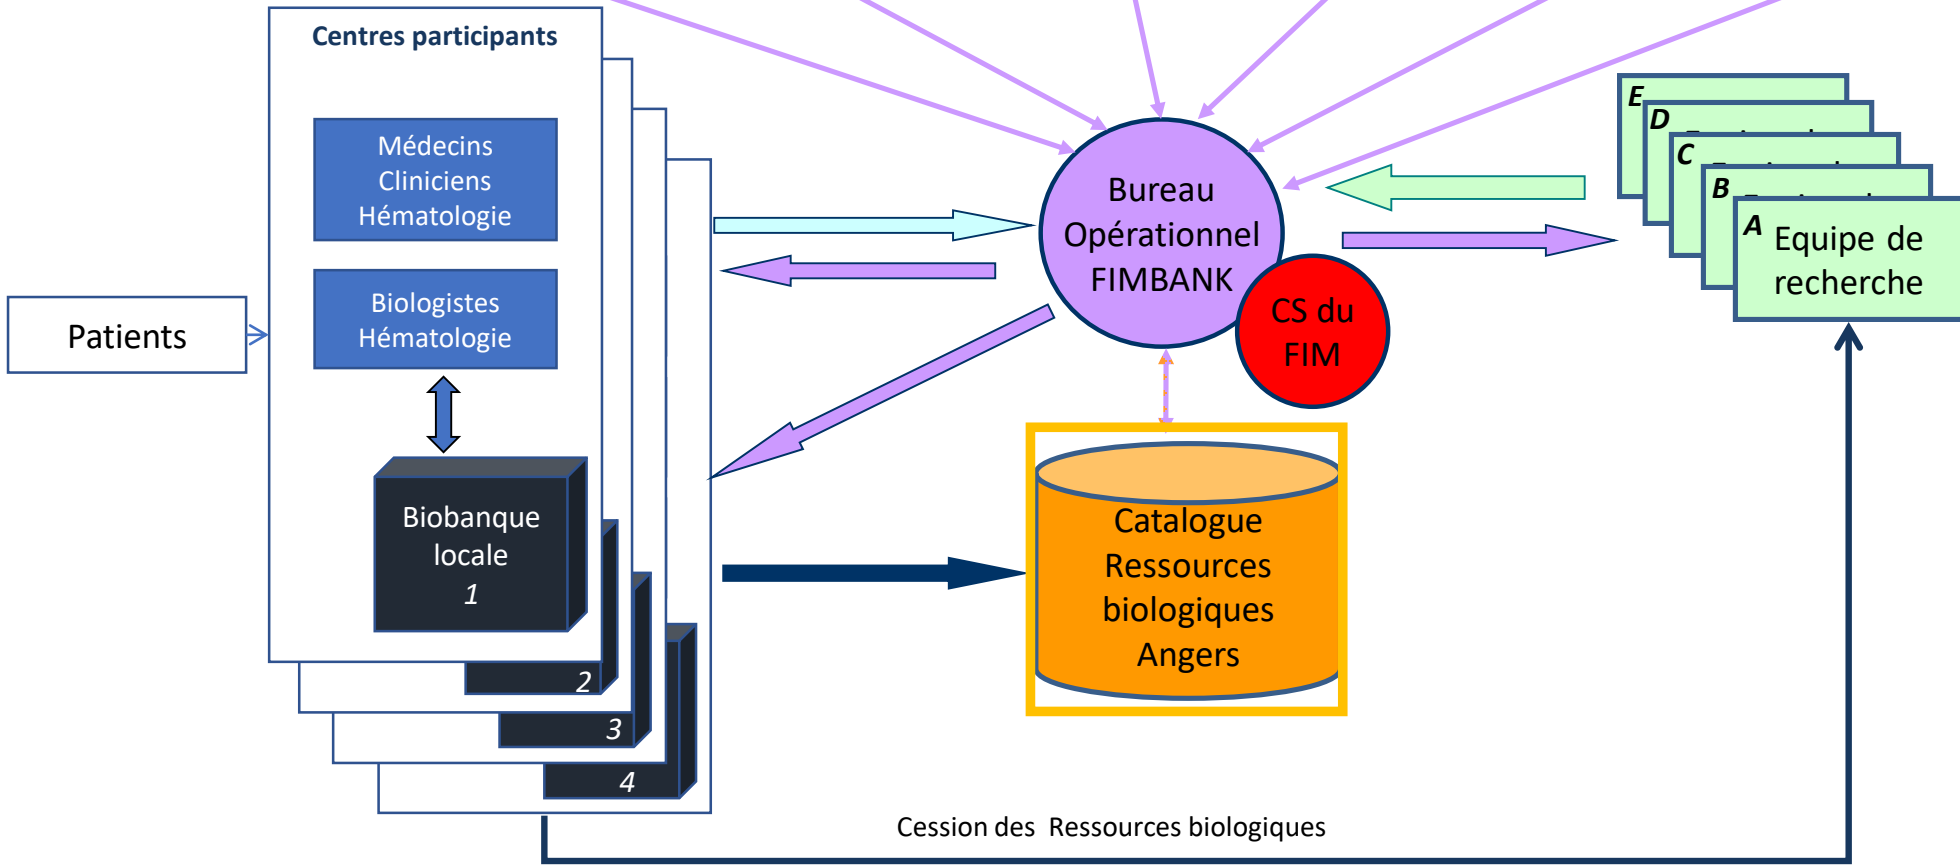 Centres participants
Médecins
Cliniciens
Hématologie
Biologistes
Hématologie
Patients
Biobanque
locale
1
2
3
4
Bureau
Opérationnel
FIMBANK
CS du
FIM
Catalogue
Ressources
biologiques
Angers
E
D
C
B
A
Equipe de
recherche
Cession des Ressources biologiques